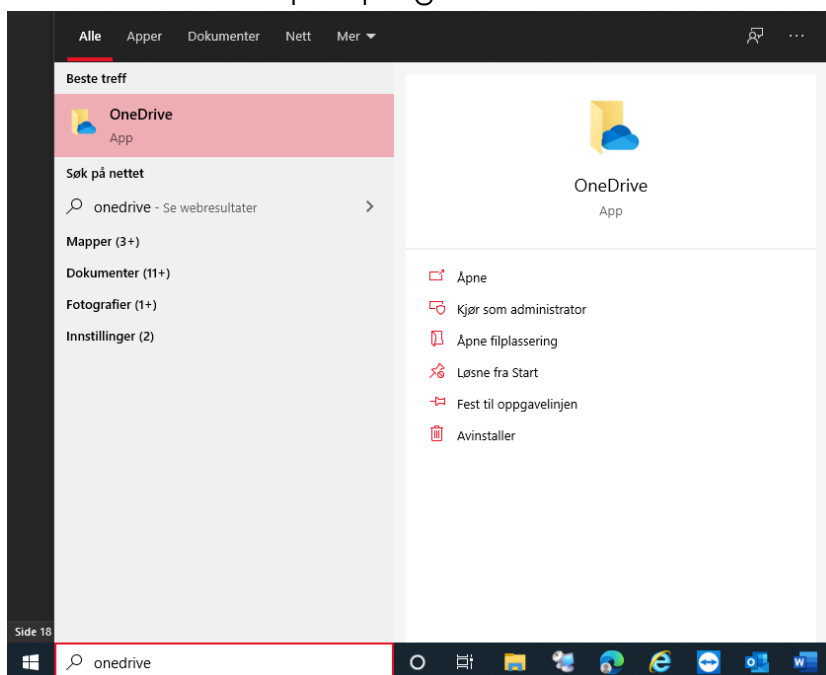 Alle Apper Dokumenter Nett Mer
Beste treff
OneDrive
App
Søk på nettet
onedrive - Se webresultater
Mapper (3+)
Dokumenter (11+)
Fotografier (1+)
Innstillinger (2)
OneDrive
App
Åpne
Kjør som administrator
Åpne filplassering
Løsne fra Start
Fest til oppgavelinjen
Avinstaller
Side 18
onedrive